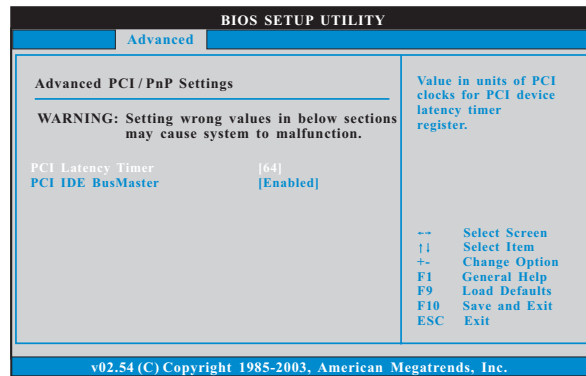 BIOS SETUP UTILITY
Advanced
Advanced PCI / PnP Settings
WARNING: Setting wrong values in below sections
may cause system to malfunction.
PCI Latency Timer [64]
PCI IDE BusMaster [Enabled]
Value in units of PCI
clocks for PCI device
latency timer
register.
←→ Select Screen
↑↓ Select Item
+- Change Option
F1 General Help
F9 Load Defaults
F10 Save and Exit
ESC Exit
v02.54 (C) Copyright 1985-2003, American Megatrends, Inc.